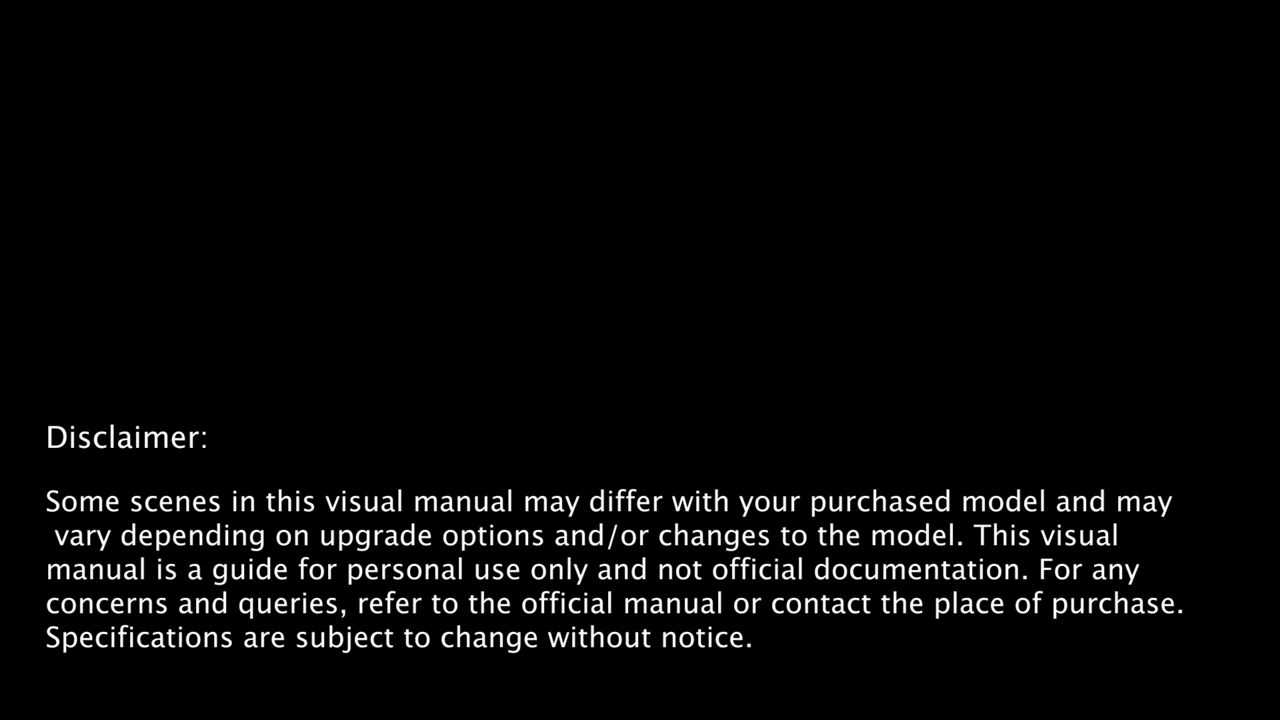 Disclaimer:
Some scenes in this visual manual may differ with your purchased model and may
vary depending on upgrade options and/or changes to the model. This visual
manual is a guide for personal use only and not official documentation. For any
concerns and queries, refer to the official manual or contact the place of purchase.
Specifications are subject to change without notice.